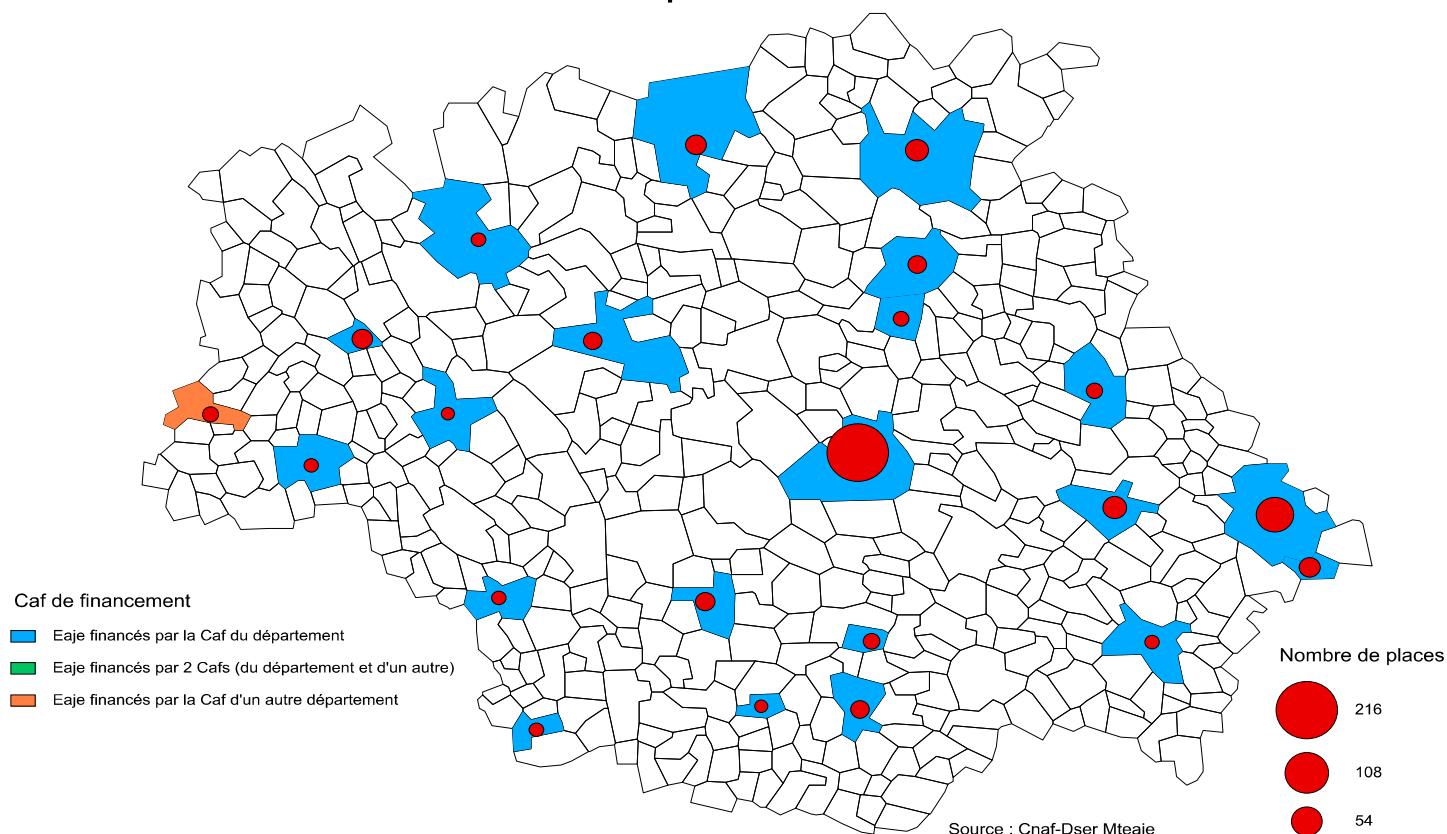 Caf de financement
Eaje financés par la Caf du département
Eaje financés par 2 Cafs (du département et d'un autre)
Eaje financés par la Caf d'un autre département
Nombre de places
216
108
54
Source : Cnaf-Dser Mteaje